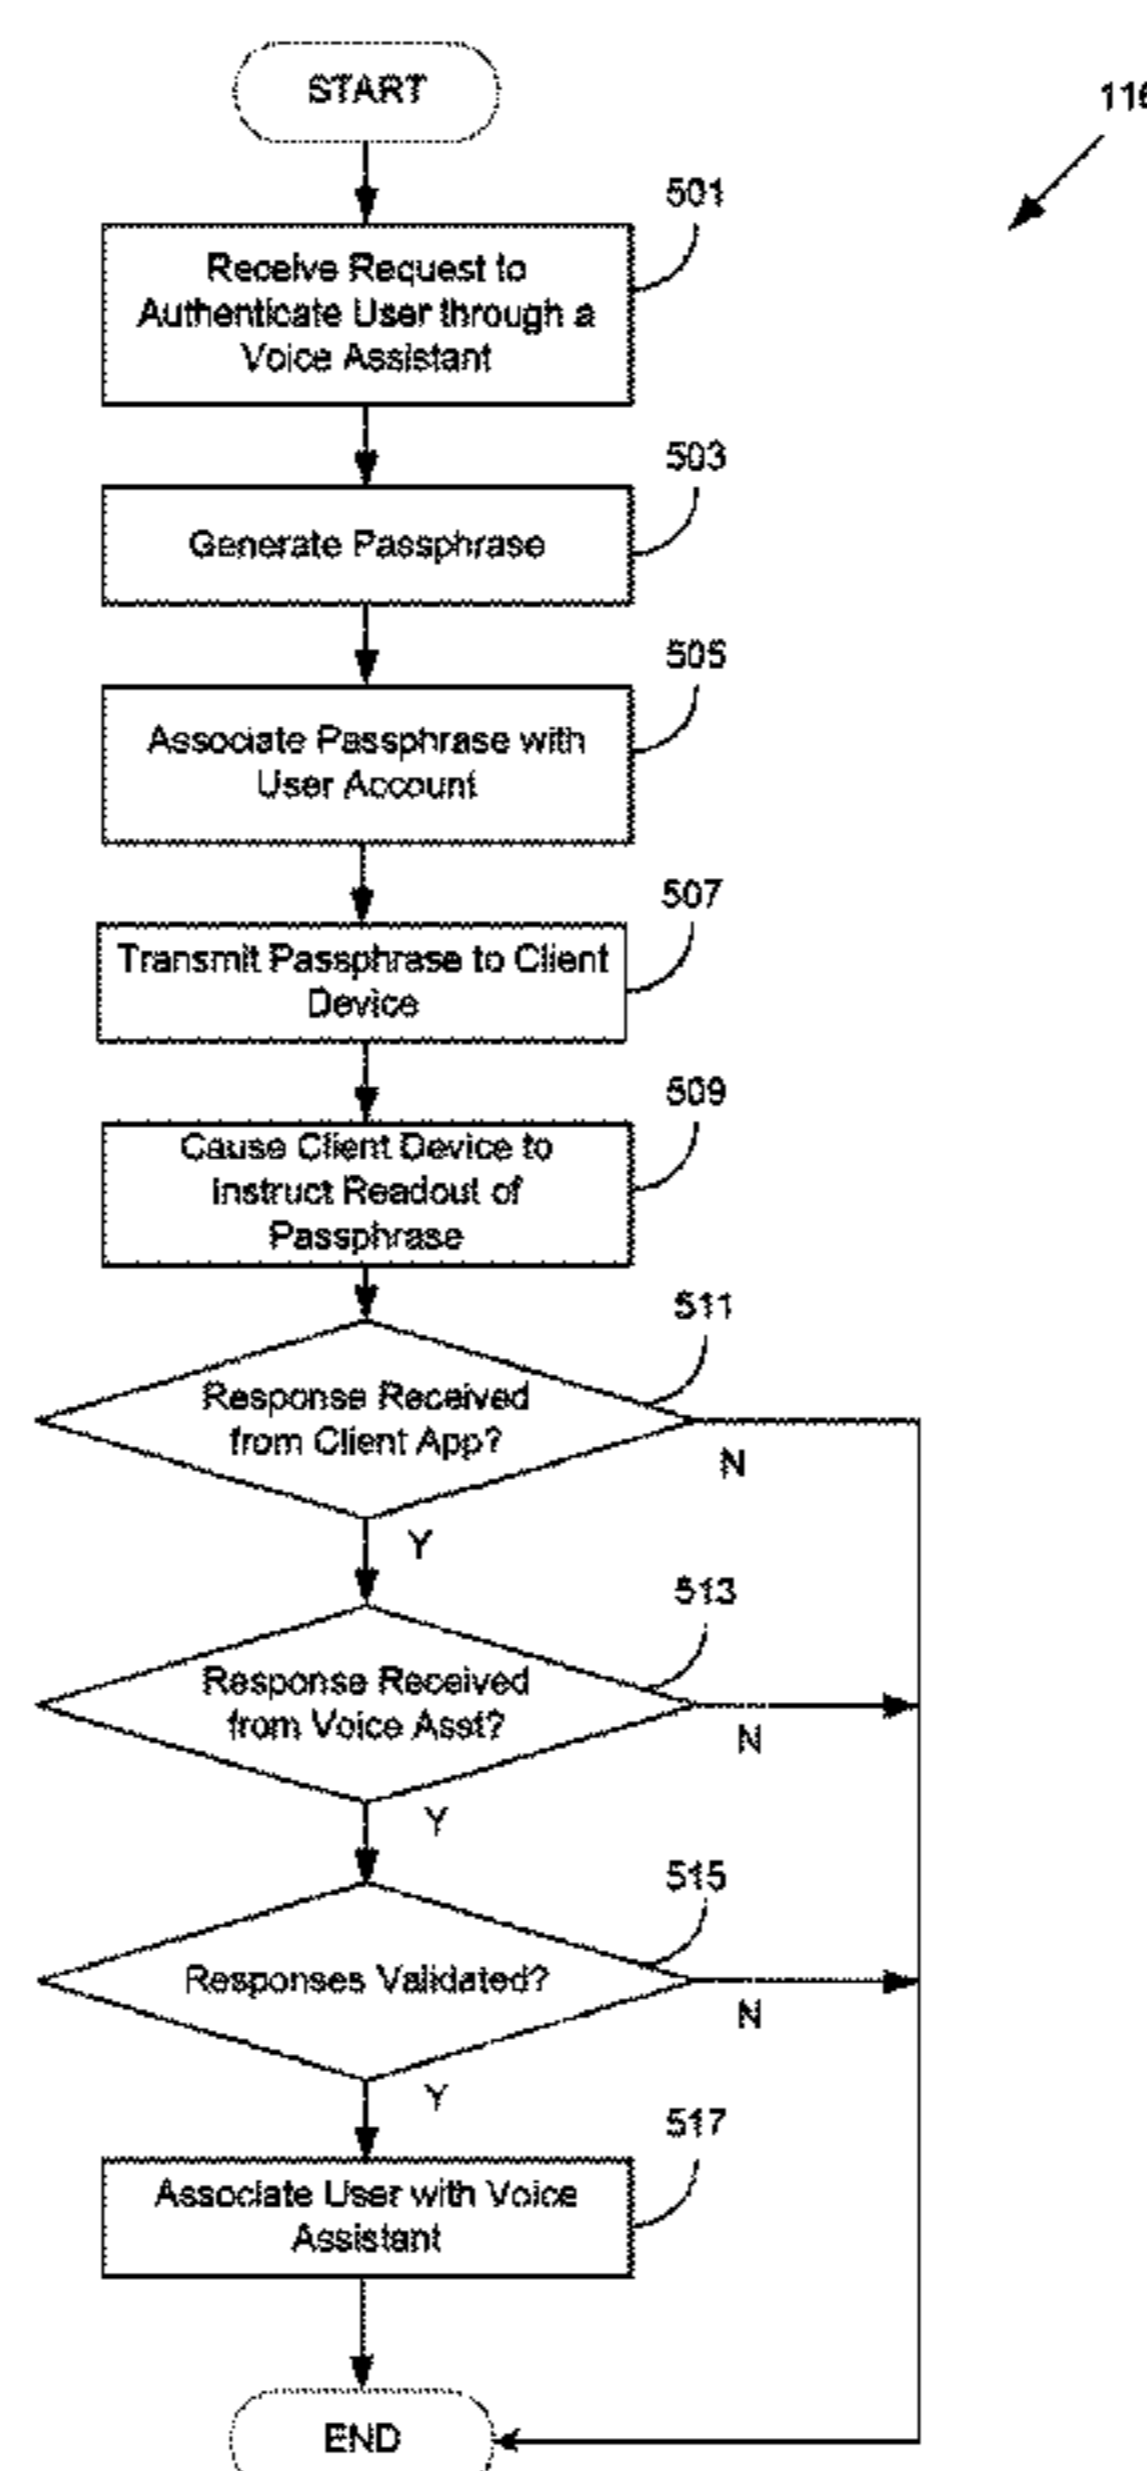 START
116
501
Receive Request to
Authenticate User through a
Voice Assistant
503
Generate Passphrase
505
Associate Passphrase with
User Account
507
Transmit Passphrase to Client
Device
509
Cause Client Device to
Instruct Readout of
Passphrase
511
Response Received
from Client App?
N
Y
513
Response Received
from Voice Asst?
N
Y
515
Responses Validated?
N
Y
517
Associate User with Voice
Assistant
END